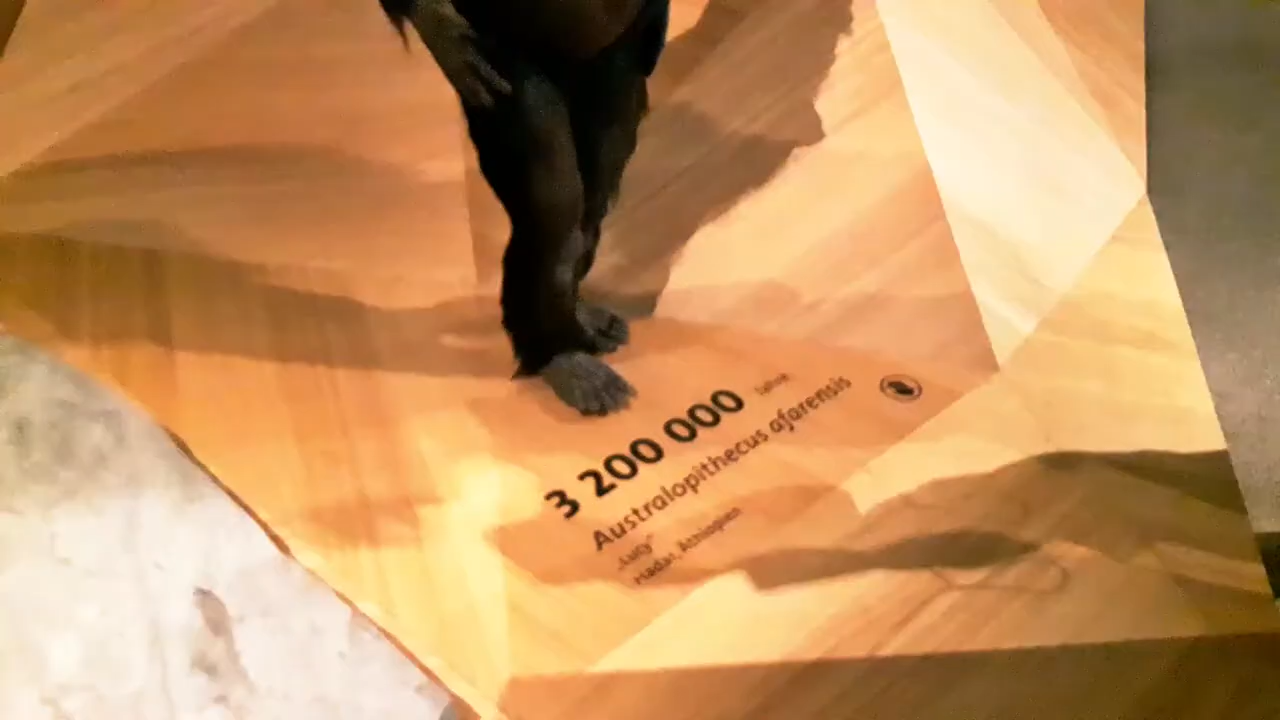 3 200 000 Jahre
Australopithecus afarensis
„Lucy“
Hadar, Äthiopien